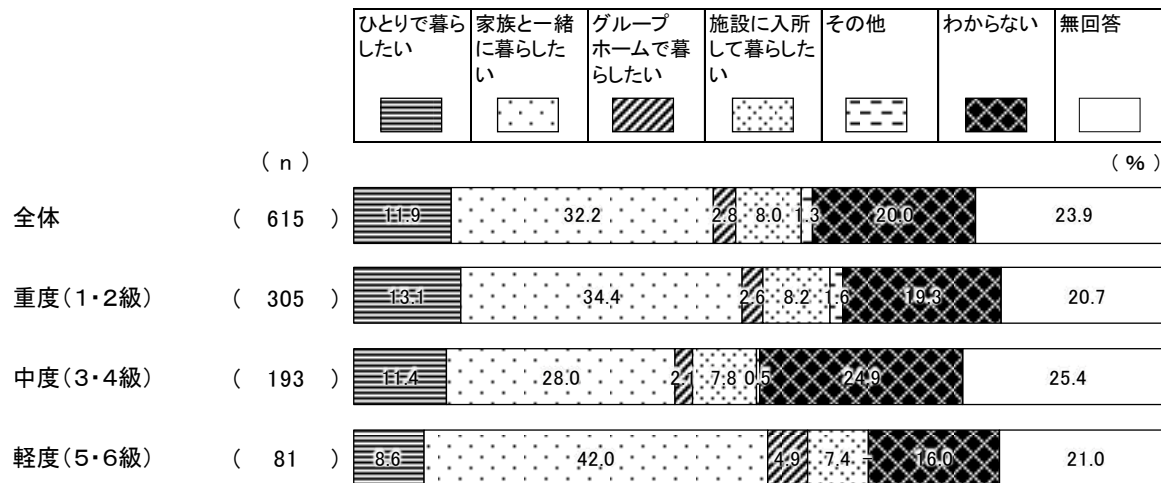 ひとりで暮ら
したい
家族と一緒
に暮らした
い
グループ
ホームで暮
らしたい
施設に入所
して暮らした
い
その他
わからない
無回答
( n )
( % )
全体 ( 615 ) 11.9 32.2 2.8 8.0 1.3 20.0 23.9
重度(1・2級) ( 305 ) 13.1 34.4 2.6 8.2 1.6 19.3 20.7
中度(3・4級) ( 193 ) 11.4 28.0 2.1 7.8 0.5 24.9 25.4
軽度(5・6級) ( 81 ) 8.6 42.0 4.9 7.4 - 16.0 21.0